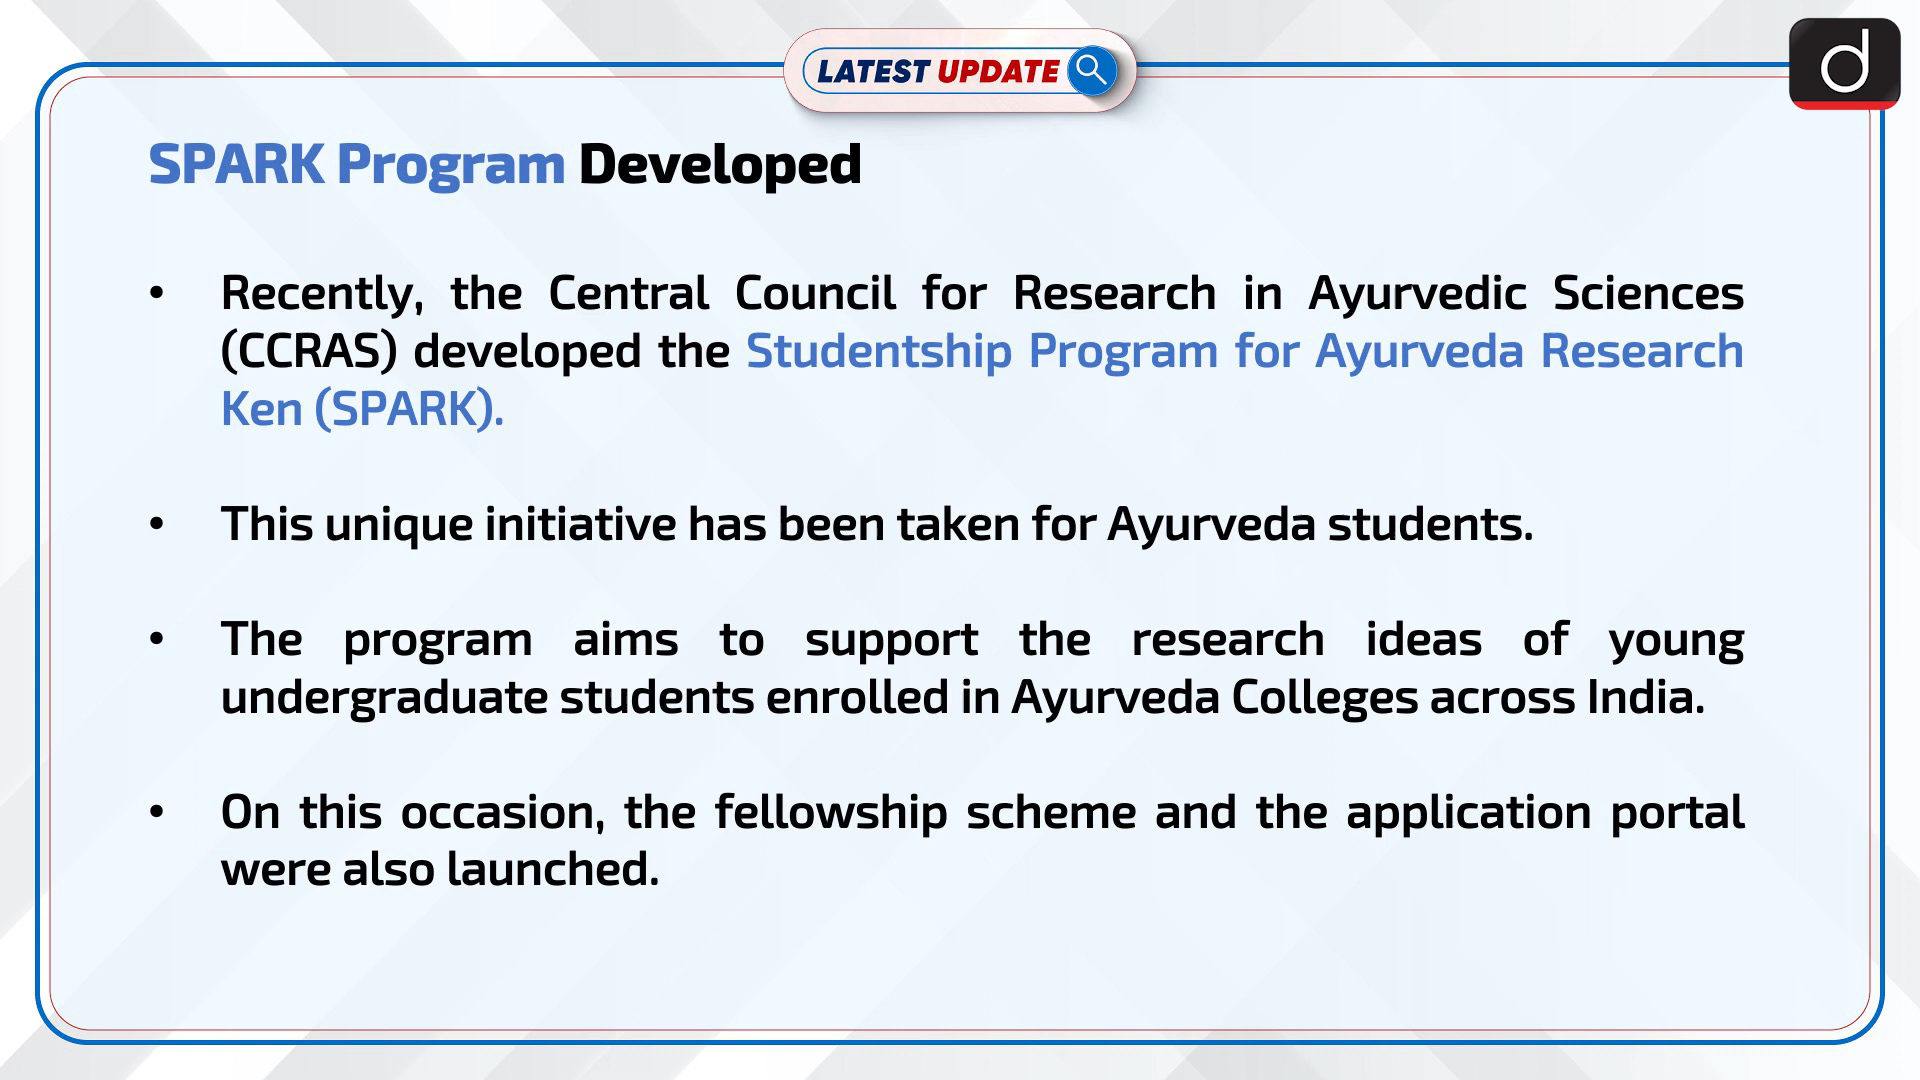 LATEST UPDATE
d
SPARK Program Developed
• Recently, the Central Council for Research in Ayurvedic Sciences
(CCRAS) developed the Studentship Program for Ayurveda Research
Ken (SPARK).
• This unique initiative has been taken for Ayurveda students.
• The program aims to support the research ideas of young
undergraduate students enrolled in Ayurveda Colleges across India.
• On this occasion, the fellowship scheme and the application portal
were also launched.